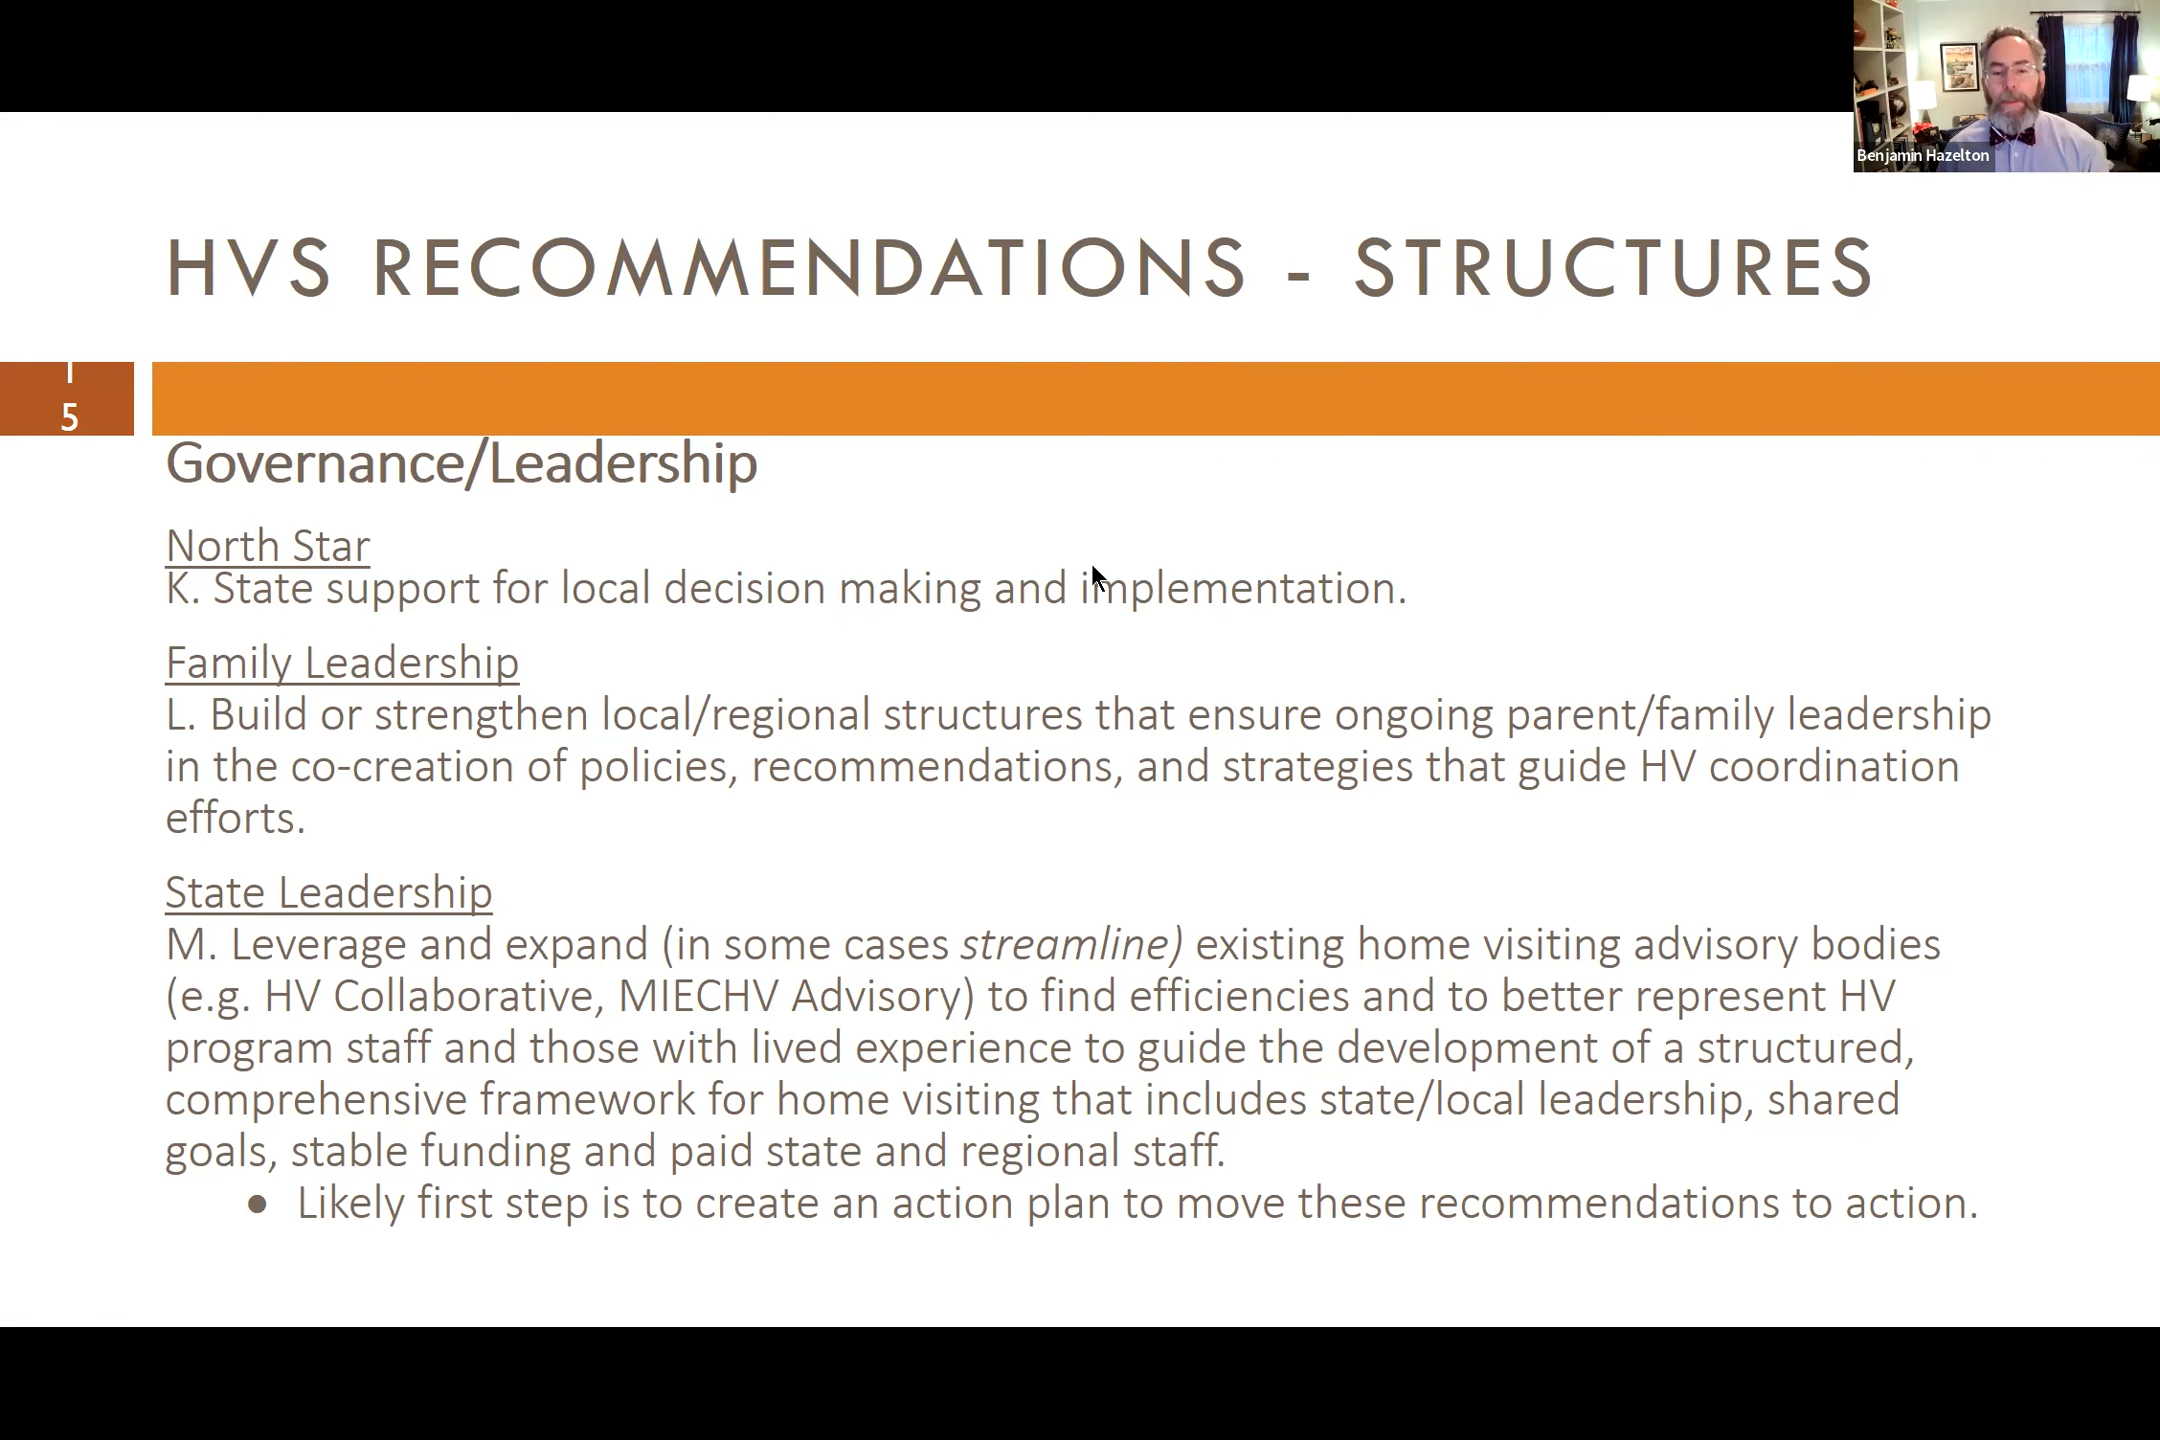 Benjamin Hazelton
HVS RECOMMENDATIONS - STRUCTURES
1
5
Governance/Leadership
North Star
K. State support for local decision making and implementation.
Family Leadership
L. Build or strengthen local/regional structures that ensure ongoing parent/family leadership
in the co-creation of policies, recommendations, and strategies that guide HV coordination
efforts.
State Leadership
M. Leverage and expand (in some cases streamline) existing home visiting advisory bodies
(e.g. HV Collaborative, MIECHV Advisory) to find efficiencies and to better represent HV
program staff and those with lived experience to guide the development of a structured,
comprehensive framework for home visiting that includes state/local leadership, shared
goals, stable funding and paid state and regional staff.
● Likely first step is to create an action plan to move these recommendations to action.